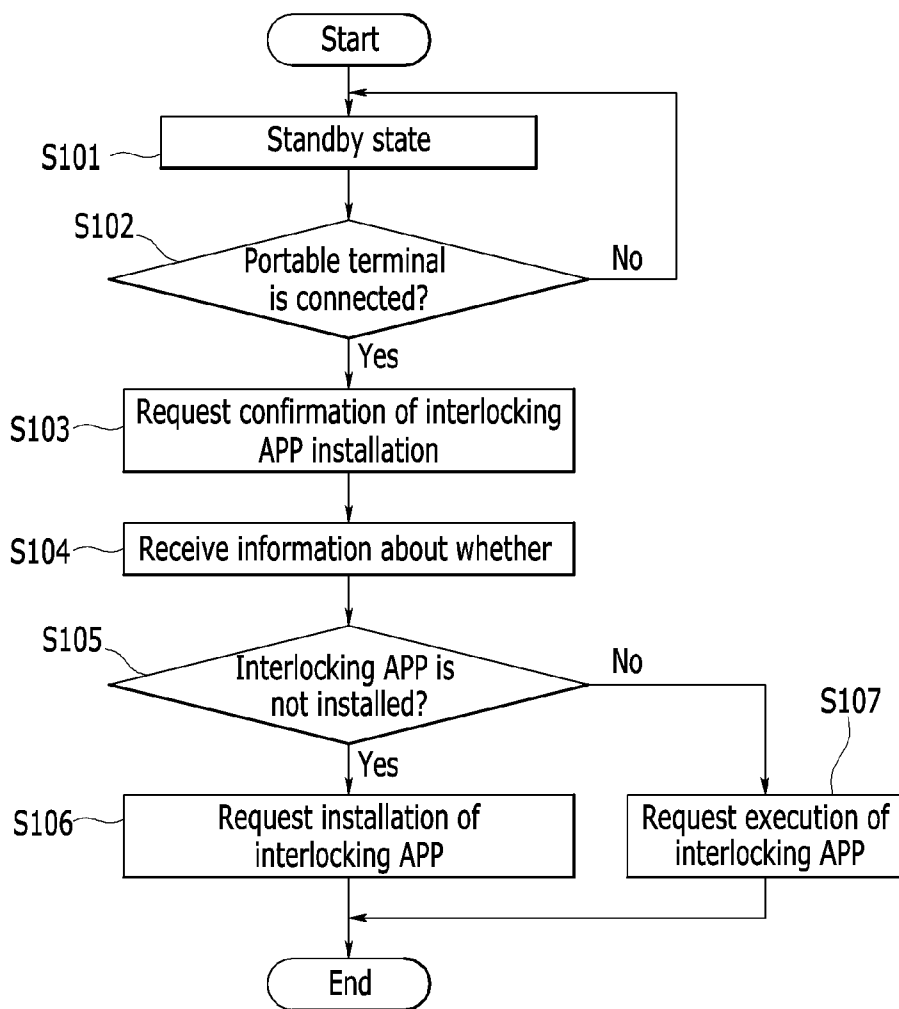 Start
S101
Standby state
S102
Portable terminal
is connected?
No
Yes
S103
Request confirmation of interlocking
APP installation
S104
Receive information about whether
S105
Interlocking APP is
not installed?
No
S107
Yes
S106
Request installation of
interlocking APP
Request execution of
interlocking APP
End